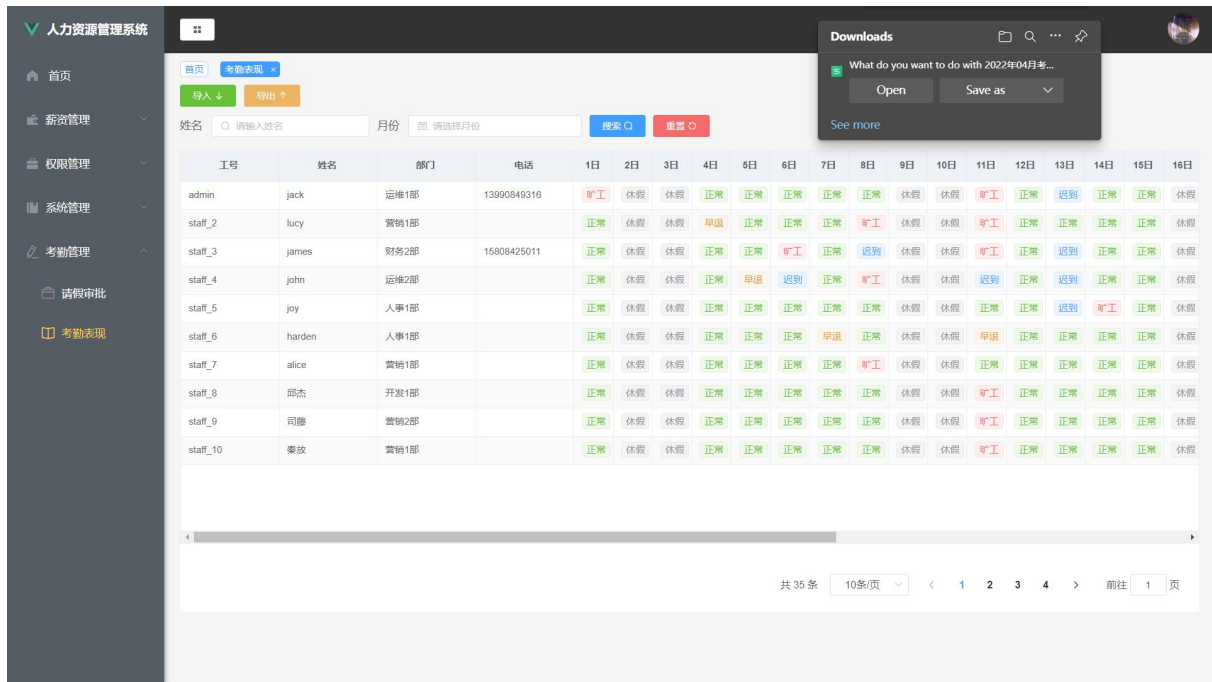 人力资源管理系统
首页
薪资管理
权限管理
系统管理
考勤管理
请假审批
考勤表现
首页 考勤表现 ×
导入 导出
姓名 请输入姓名 月份 请选择月份 搜索 重置
Downloads
What do you want to do with 2022年04月考...
Open Save as
See more
工号 姓名 部门 电话 1日 2日 3日 4日 5日 6日 7日 8日 9日 10日 11日 12日 13日 14日 15日 16日
admin jack 运维1部 13990849316 旷工 休假 休假 正常 正常 正常 正常 正常 休假 休假 旷工 正常 迟到 正常 正常 休假
staff_2 lucy 营销1部 正常 休假 休假 早退 正常 正常 正常 旷工 休假 休假 旷工 正常 正常 正常 正常 休假
staff_3 james 财务2部 15808425011 正常 休假 休假 正常 正常 旷工 正常 迟到 休假 休假 旷工 正常 迟到 正常 正常 休假
staff_4 john 运维2部 正常 休假 休假 正常 早退 迟到 正常 旷工 休假 休假 迟到 正常 迟到 正常 正常 休假
staff_5 joy 人事1部 正常 休假 休假 正常 正常 正常 正常 正常 休假 休假 正常 正常 迟到 旷工 正常 休假
staff_6 harden 人事1部 正常 休假 休假 正常 正常 正常 早退 正常 休假 休假 早退 正常 正常 正常 正常 休假
staff_7 alice 营销1部 正常 休假 休假 正常 正常 正常 正常 旷工 休假 休假 正常 正常 正常 正常 正常 休假
staff_8 邱杰 开发1部 正常 休假 休假 正常 正常 正常 正常 正常 休假 休假 旷工 正常 正常 正常 正常 休假
staff_9 司藤 营销2部 正常 休假 休假 正常 正常 正常 正常 正常 休假 休假 旷工 正常 正常 正常 正常 休假
staff_10 秦放 营销1部 正常 休假 休假 正常 正常 正常 正常 正常 休假 休假 旷工 正常 正常 正常 正常 休假
共 35 条 10条/页 < 1 2 3 4 > 前往 1 页